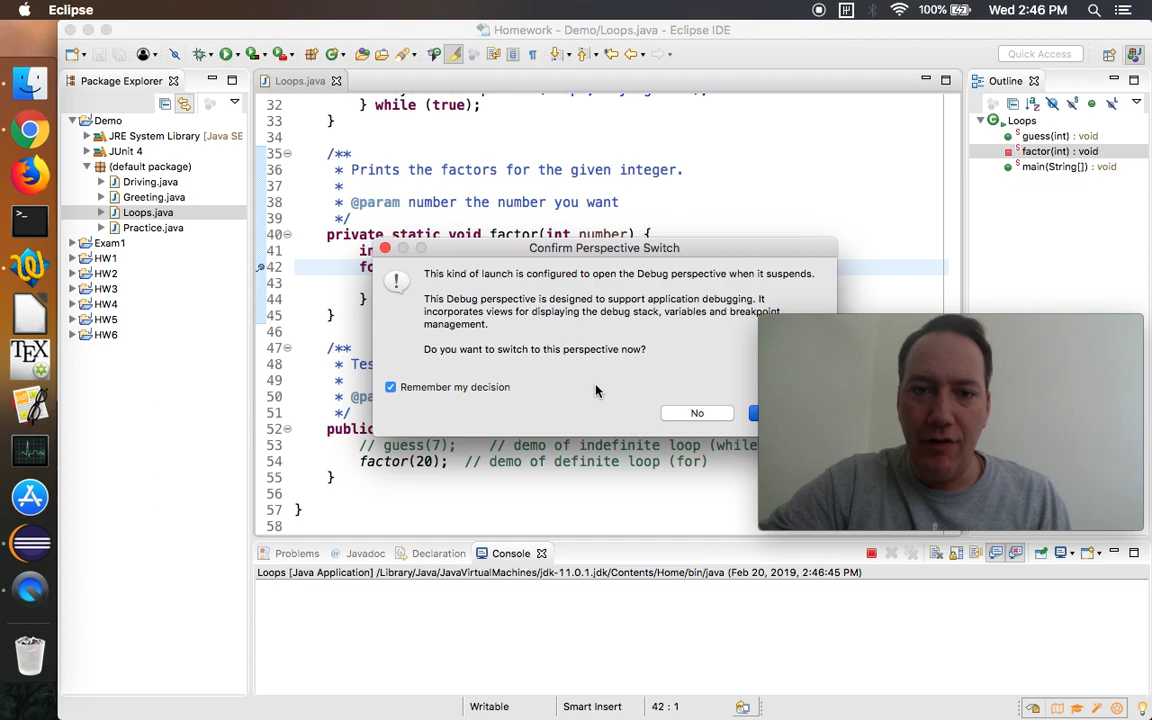 Eclipse
100%
Wed 2:46 PM
Homework - Demo/Loops.java - Eclipse IDE
Quick Access
Package Explorer
Loops.java
Outline
Demo
JRE System Library [Java SE
JUnit 4
(default package)
Driving.java
Greeting.java
Loops.java
Practice.java
Exam1
HW1
HW2
HW3
HW4
HW5
HW6
32 } while (true);
33 }
34
35 /**
36 * Prints the factors for the given integer.
37 *
38 * @param number the number you want
39 */
40 private static void factor(int number) {
41 in
42 fo
43
44 }
45 }
46
47 /**
48 * Tes
49 *
50 * @pa
51 */
52 public
53 // guess(7); // demo of indefinite loop (while
54 factor(20); // demo of definite loop (for)
55 }
56
57 }
58
Loops
guess(int) : void
factor(int) : void
main(String[]) : void
Confirm Perspective Switch
This kind of launch is configured to open the Debug perspective when it suspends.
This Debug perspective is designed to support application debugging. It
incorporates views for displaying the debug stack, variables and breakpoint
management.
Do you want to switch to this perspective now?
Remember my decision
No
Problems
Javadoc
Declaration
Console
Loops [Java Application] /Library/Java/JavaVirtualMachines/jdk-11.0.1.jdk/Contents/Home/bin/java (Feb 20, 2019, 2:46:45 PM)
Writable
Smart Insert
42 : 1
TEX